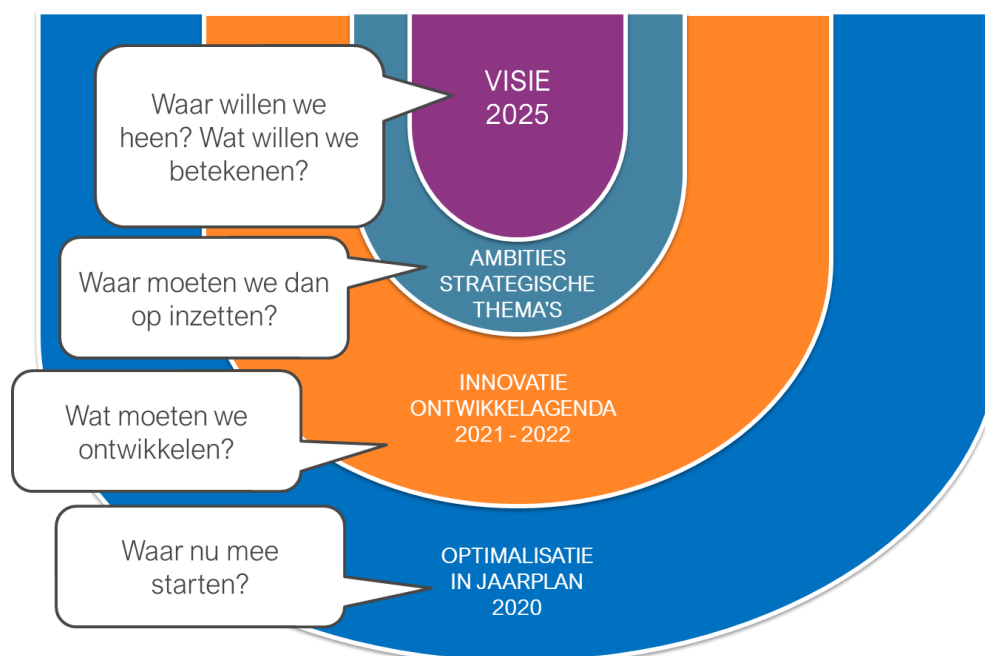 Waar willen we
heen? Wat willen we
betekenen?
VISIE
2025
Waar moeten we dan
op inzetten?
AMBITIES
STRATEGISCHE
THEMA'S
Wat moeten we
ontwikkelen?
INNOVATIE
ONTWIKKELAGENDA
2021 - 2022
Waar nu mee
starten?
OPTIMALISATIE
IN JAARPLAN
2020